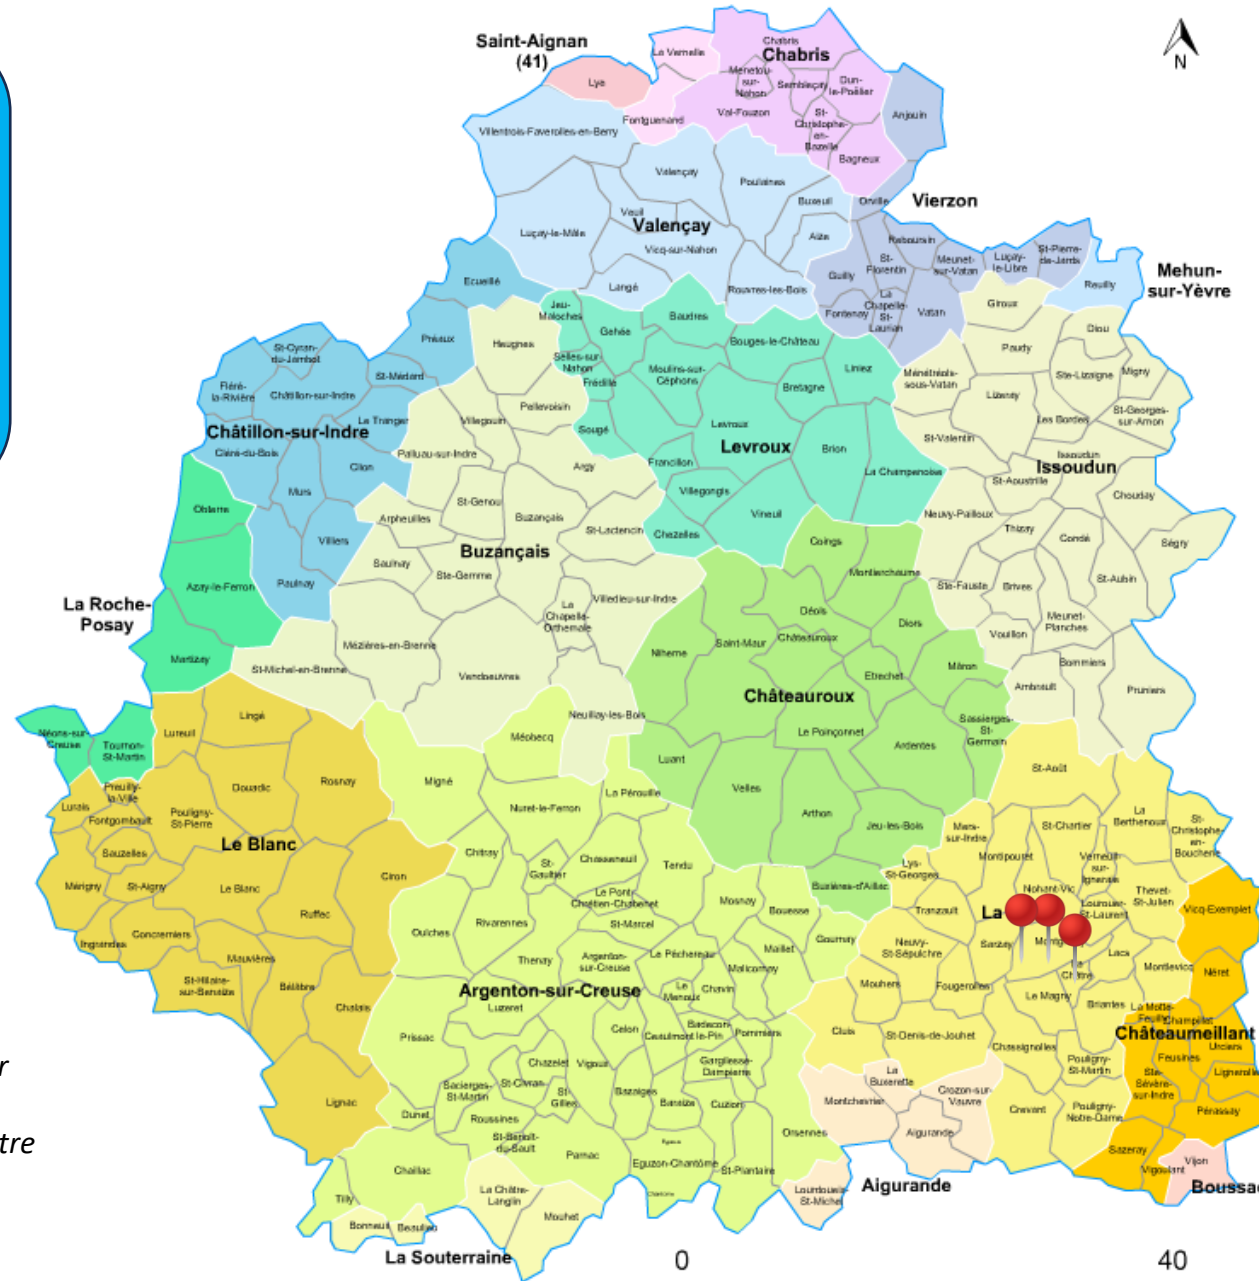 Saint-Aignan
(41)
Lye
La Vernelle
Chabris
Chabris
Menetou-
sur-
Nahon
Sembleçay
Dun-
le-Poëlier
Val-Fouzon
St-
Christophe-
en-
Bazelle
Anjouin
Fontguenand
Bagneux
N
Villentrois-Faverolles-en-Berry
Valençay
Poulaines
Buxeuil
Orville
Vierzon
Veuil
Valençay
Luçay-le-Mâle
Vicq-sur-Nahon
Aize
Reboursin
St-
Florentin
Meunet-
sur-Vatan
Luçay-
le-Libre
St-Pierre-
de-Jards
Mehun-
sur-Yèvre
Reuilly
Ecueillé
Langé
Rouvres-les-Bois
Guilly
Fontenay
La
Chapelle-
St-
Laurian
Vatan
Giroux
Jeu-
Maloches
Gehée
Baudres
Bouges-le-Château
Diou
Préaux
Heugnes
Paudy
St-Cyran-
du-Jambot
St-Médard
Selles-sur-
Nahon
Frédille
Moulins-sur-
Céphons
Bretagne
Liniez
Ménétréols-
sous-Vatan
Ste-Lizaigne
Migny
Fléré-
la-Rivière
Châtillon-sur-Indre
Pellevoisin
Lizeray
Le Tranger
Villegouin
Sougé
Levroux
Les Bordes
St-Georges-
sur-Arnon
Châtillon-sur-Indre
Levroux
Brion
St-Valentin
Issoudun
Issoudun
Cléré-du-Bois
Clion
Palluau-sur-Indre
Argy
Francillon
La Champenoise
St-Aoustrille
Murs
St-Genou
Villegongis
Chouday
Obterre
Arpheuilles
Buzançais
St-Lactencin
Vineuil
Neuvy-Pailloux
Villiers
Chezelles
Coings
Thizay
Condé
Ségry
Buzançais
Saulnay
Ste-Gemme
Montierchaume
Paulnay
Azay-le-Ferron
Villedieu-sur-Indre
Ste-Fauste
Brives
St-Aubin
La Roche-
Posay
La
Chapelle-
Orthemale
Déols
Diors
Meunet-
Planches
Vouillon
Mézières-en-Brenne
Niherne
Saint-Maur
Châteauroux
Martizay
St-Michel-en-Brenne
Vendoeuvres
Etrechet
Mâron
Bommiers
Ambrault
Pruniers
Châteauroux
Lingé
Neuillay-les-Bois
Néons-sur-
Creuse
Tournon-
St-Martin
Lureuil
Méobecq
Le Poinçonnet
Sassierges-
St-
Germain
Ardentes
Luant
St-Août
Migné
Rosnay
Douadic
Preuilly-
la-Ville
Velles
La Pérouille
Lurais
Pouligny-
St-Pierre
Nuret-le-Ferron
Arthon
Jeu-les-Bois
Mers-
sur-Indre
St-Chartier
La
Berthenoux
St-
Christophe-
en-
Boucherie
Fontgombault
Le Blanc
Sauzelles
Chitray
St-
Gaultier
Chasseneuil
Tendu
Montipouret
Verneuil-
sur-
Igneraie
Lys-
St-Georges
Ciron
Buxières-d'Aillac
Mérigny
St-Aigny
Le Blanc
Le Pont-
Chrétien-Chabenet
Mosnay
Nohant-Vic
Thevet-
St-Julien
Bouesse
Tranzault
Vicq-Exemplet
Ruffec
Rivarennes
St-Marcel
La
Lourouer-
St-Laurent
Oulches
Ingrandes
Concremiers
Gournay
Sarzay
Neuvy-
St-Sépulchre
Maillet
Mauvières
Thenay
Argenton-
sur-Creuse
Le Pêchereau
Lacs
Malicornay
Montlevicq
Néret
St-Hilaire-
sur-Benaize
Bélâbre
Mouhers
Fougerolles
Châtre
Argenton-sur-Creuse
Le
Menoux
Chavin
Le Magny
Briantes
La Motte-
Feuilly
Champillet
Chalais
Luzeret
Prissac
Celon
Badecon-
le-Pin
Pommiers
Cluis
St-Denis-de-Jouhet
Châteaumeillant
Chassignolles
Urciers
Chazelet
Vigoux
Gargilesse-
Dampierre
Pouligny-
St-Martin
Feusines
Ste-
Sévère-
sur-Indre
Lignac
Sacierges-
St-Martin
St-Civran
St-
Gilles
Bazaiges
Baraize
Cuzion
La
Buxerette
Montchevrier
Crozon-sur-
Vauvre
Crevant
Pouligny-
Notre-Dame
Pérassay
Dunet
Roussines
Orsennes
Aigurande
St-Benoît-
du-Sault
Parnac
Eguzon-Chantôme
St-Plantaire
Sazeray
Vigoulant
Vijon
Chaillac
Tilly
La Châtre-
Langlin
Mouhet
Lourdoueix-
St-Michel
Aigurande
Bonneuil
Beaulieu
La Souterraine
r
tre
0
40